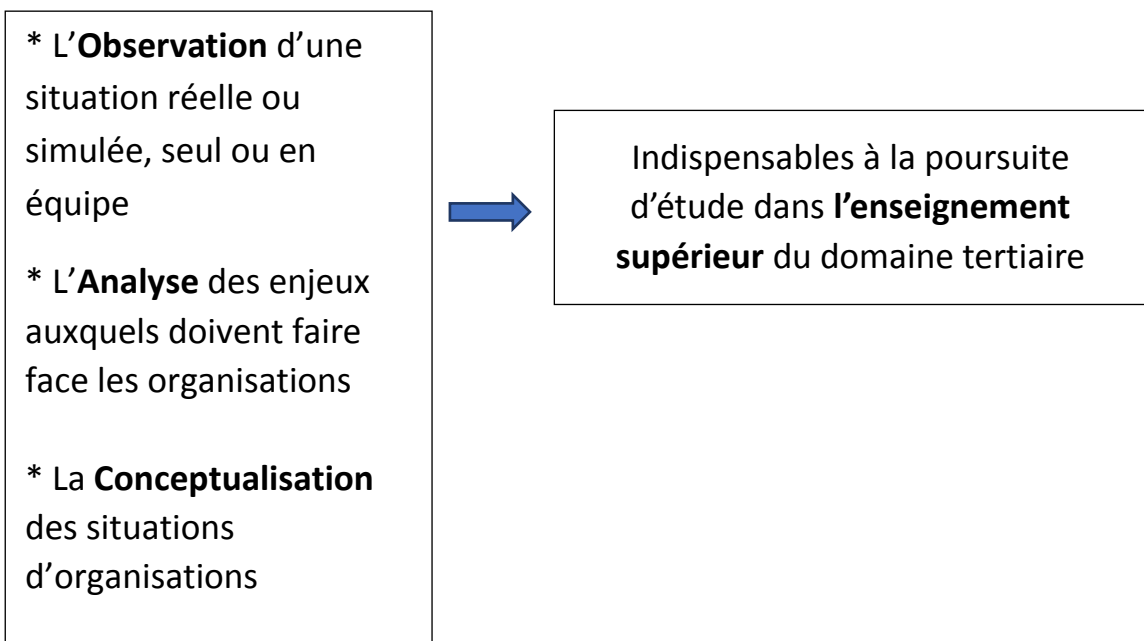 * L’Observation d’une
situation réelle ou
simulée, seul ou en
équipe
* L’Analyse des enjeux
auxquels doivent faire
face les organisations
* La Conceptualisation
des situations
d’organisations
Indispensables à la poursuite
d’étude dans l’enseignement
supérieur du domaine tertiaire